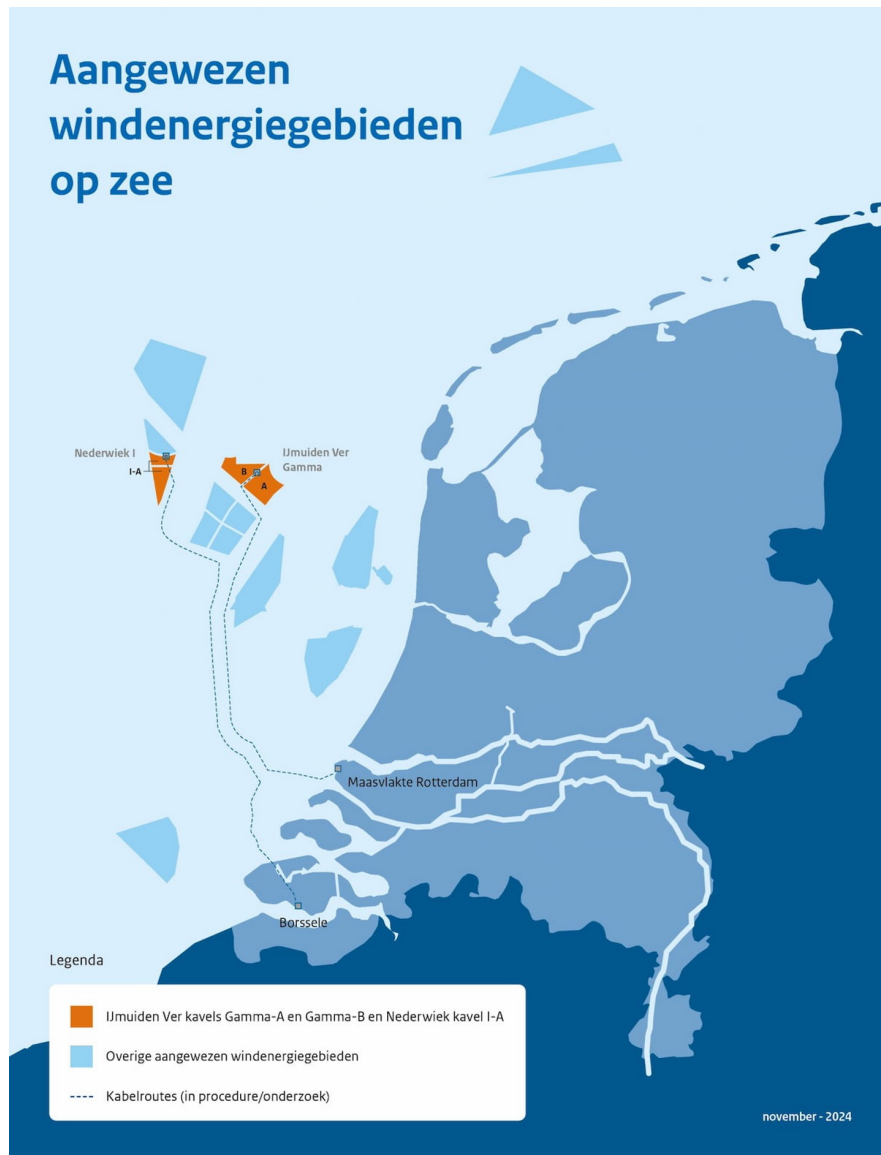 Aangewezen
windenergiegebieden
op zee
Nederwiek I
I-A
IJmuiden Ver
Gamma
B
A
Maasvlakte Rotterdam
Borssele
Legenda
IJmuiden Ver kavels Gamma-A en Gamma-B en Nederwiek kavel I-A
Overige aangewezen windenergiegebieden
Kabelroutes (in procedure/onderzoek)
november - 2024